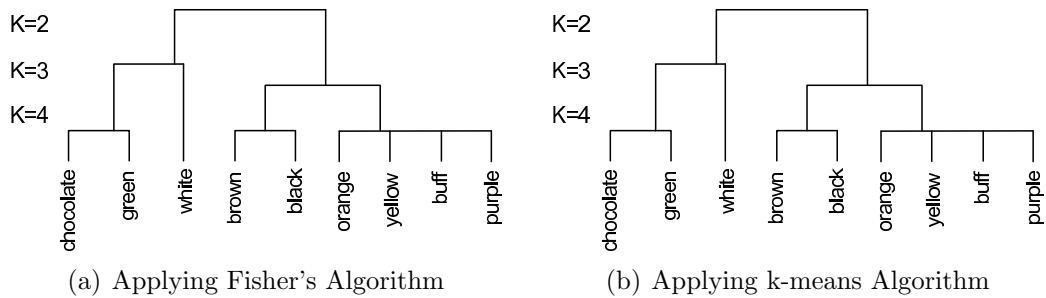 K=2
K=3
K=4
chocolate
green
white
brown
black
orange
yellow
buff
purple
(a) Applying Fisher's Algorithm
K=2
K=3
K=4
chocolate
green
white
brown
black
orange
yellow
buff
purple
(b) Applying k-means Algorithm